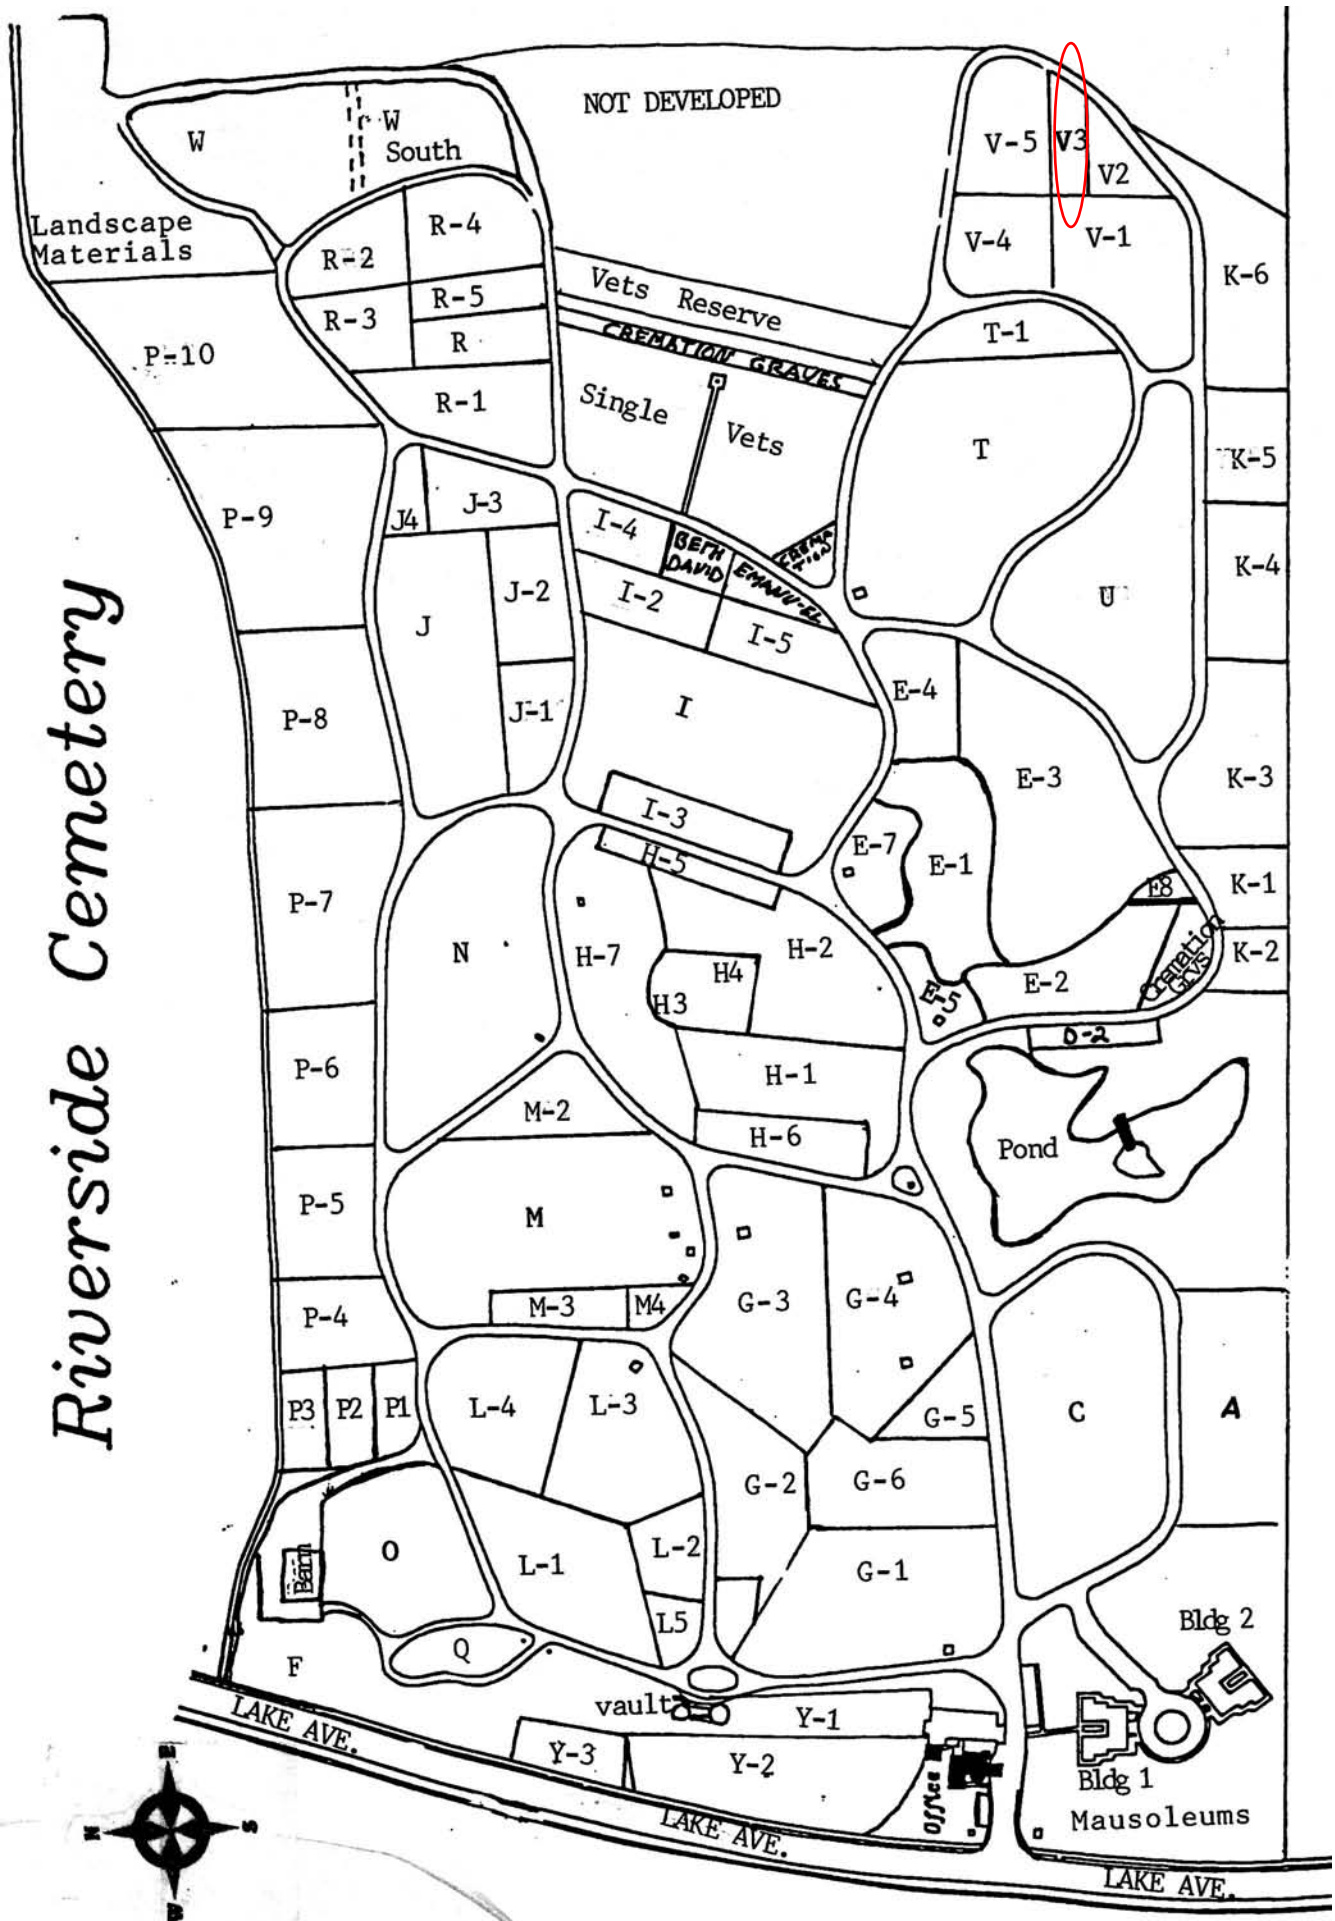 NOT DEVELOPED
W
W
South
V-5
V3
V2
Landscape
Materials
R-4
R-2
V-4
V-1
K-6
R-5
R-3
R
Vets Reserve
T-1
P-10
CREMATION GRAVES
R-1
Single
Vets
T
K-5
P-9
J4
J-3
I-4
BETH
DAVID
EMANU-EL
CREMA
TION
K-4
J
J-2
I-2
I-5
U
Riverside Cemetery
P-8
J-1
I
E-4
E-3
K-3
I-3
H-5
E-7
E-1
E8
K-1
P-7
N
H-7
H-2
H4
H3
E-5
E-2
Cremation
Grvs
K-2
D-2
P-6
H-1
M-2
H-6
Pond
P-5
M
P-4
M-3
M4
G-3
G-4
P3
P2
P1
L-4
L-3
G-5
C
A
G-2
G-6
Barn
O
L-1
L-2
G-1
L5
Bldg 2
F
Q
vault
Y-1
LAKE AVE.
Y-3
Y-2
Office
Bldg 1
Mausoleums
LAKE AVE.
LAKE AVE.
E
N
S
W